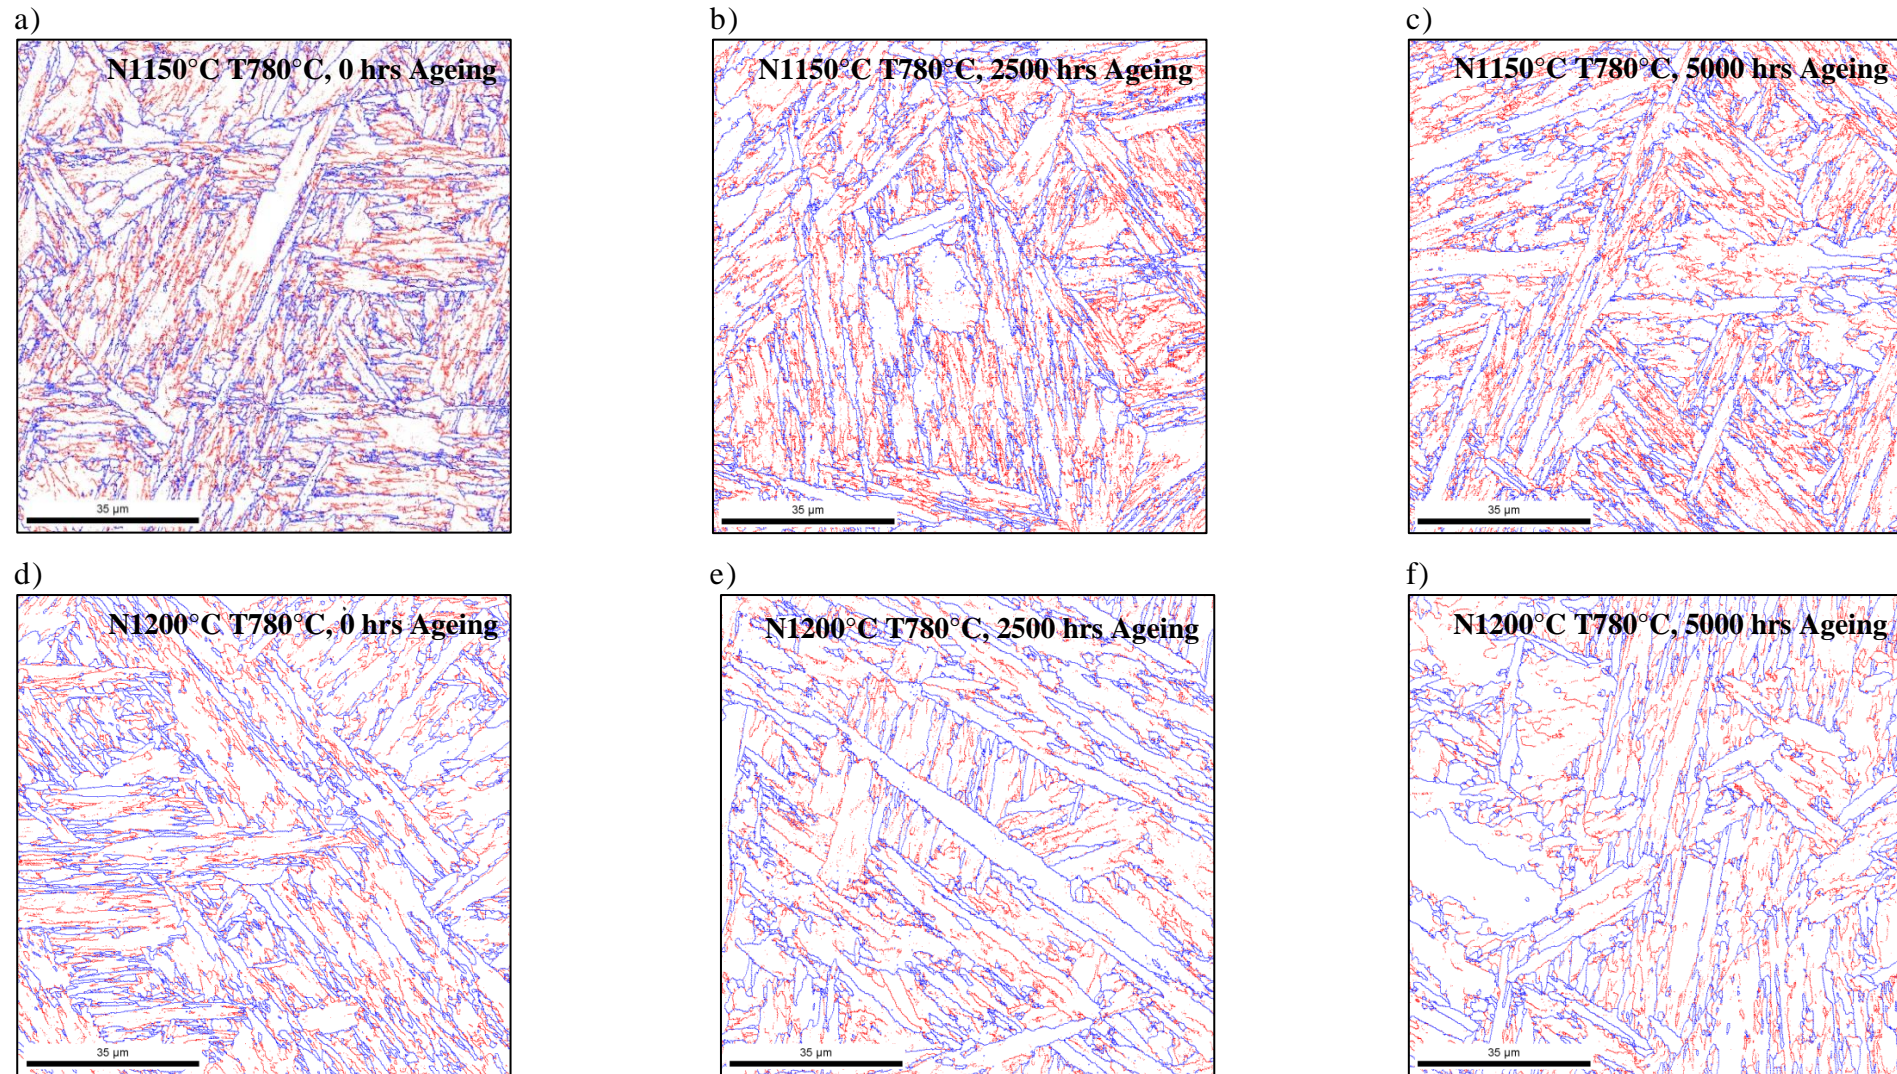 a)
b)
c)
N1150°C T780°C, 0 hrs Ageing
N1150°C T780°C, 2500 hrs Ageing
N1150°C T780°C, 5000 hrs Ageing
35 µm
35 µm
35 µm
d)
e)
f)
N1200°C T780°C, 0 hrs Ageing
N1200°C T780°C, 2500 hrs Ageing
N1200°C T780°C, 5000 hrs Ageing
35 µm
35 µm
35 µm